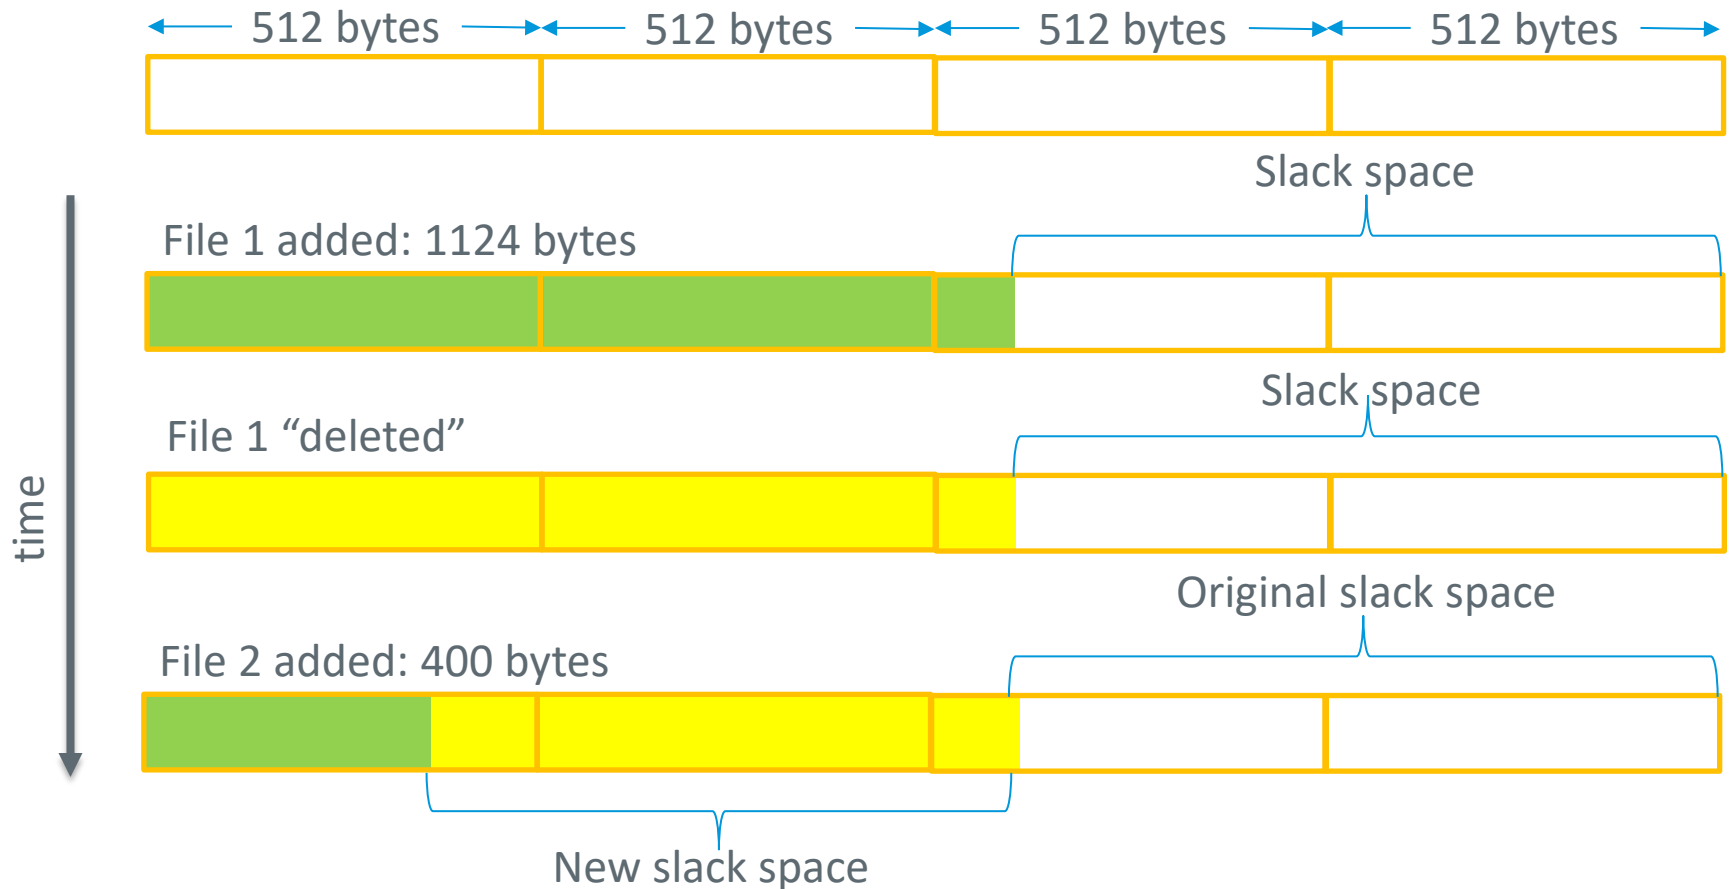 512 bytes 512 bytes 512 bytes 512 bytes
Slack space
File 1 added: 1124 bytes
Slack space
File 1 “deleted”
time
Original slack space
File 2 added: 400 bytes
New slack space